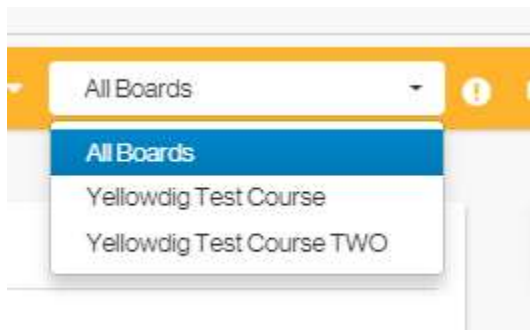 All Boards
All Boards
Yellowdig Test Course
Yellowdig Test Course TWO